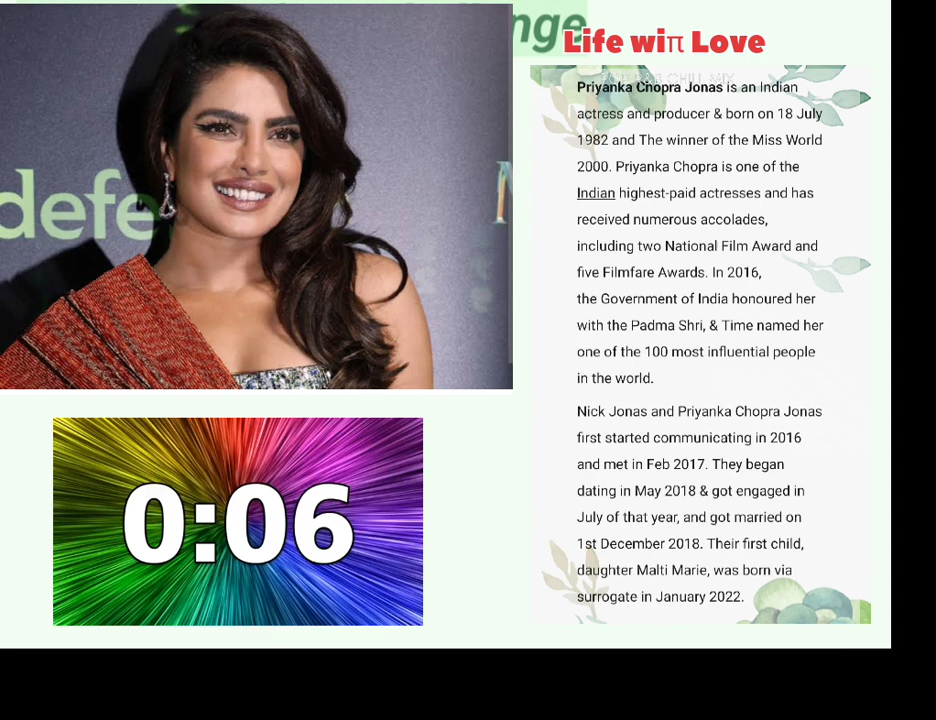 nge
Life wiπ Love
defe
Priyanka Chopra Jonas is an Indian
actress and producer & born on 18 July
1982 and The winner of the Miss World
2000. Priyanka Chopra is one of the
Indian highest-paid actresses and has
received numerous accolades,
including two National Film Award and
five Filmfare Awards. In 2016,
the Government of India honoured her
with the Padma Shri, & Time named her
one of the 100 most influential people
in the world.
Nick Jonas and Priyanka Chopra Jonas
first started communicating in 2016
and met in Feb 2017. They began
dating in May 2018 & got engaged in
July of that year, and got married on
1st December 2018. Their first child,
daughter Malti Marie, was born via
surrogate in January 2022.
0:06